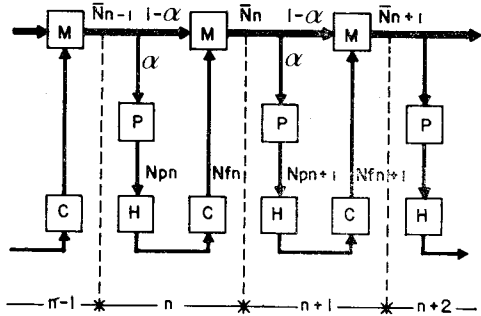 N̄n-1 1-α N̄n 1-α N̄n+1
M M M
α α
P P P
Npn Nfn Npn+1 Nfn+1
C H C H C H
n-1 n n+1 n+2